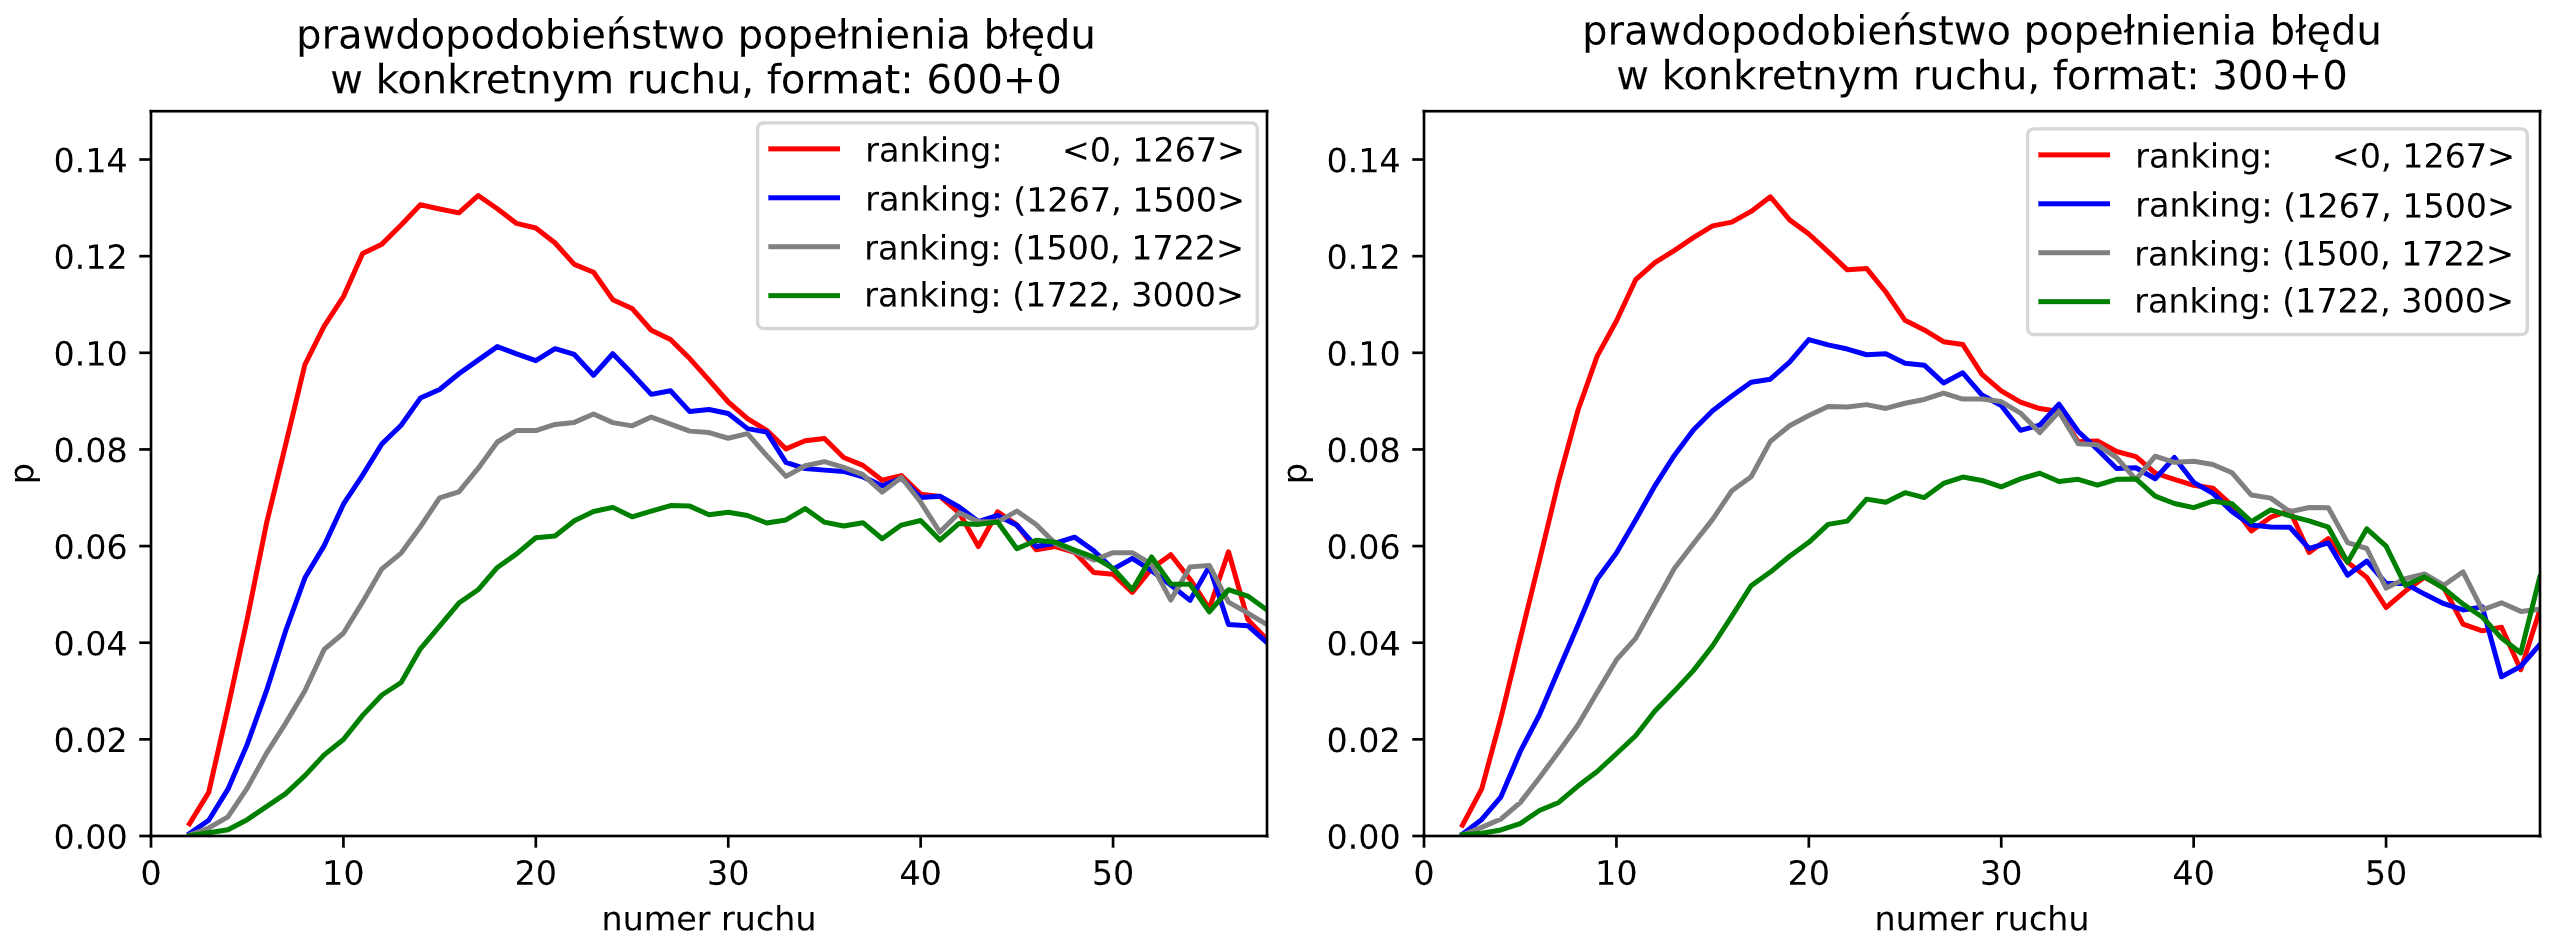 prawdopodobieństwo popełnienia błędu
w konkretnym ruchu, format: 600+0
ranking: <0, 1267>
ranking: (1267, 1500>
ranking: (1500, 1722>
ranking: (1722, 3000>
p
0.14
0.12
0.10
0.08
0.06
0.04
0.02
0.00
0 10 20 30 40 50
numer ruchu
prawdopodobieństwo popełnienia błędu
w konkretnym ruchu, format: 300+0
ranking: <0, 1267>
ranking: (1267, 1500>
ranking: (1500, 1722>
ranking: (1722, 3000>
p
0.14
0.12
0.10
0.08
0.06
0.04
0.02
0.00
0 10 20 30 40 50
numer ruchu